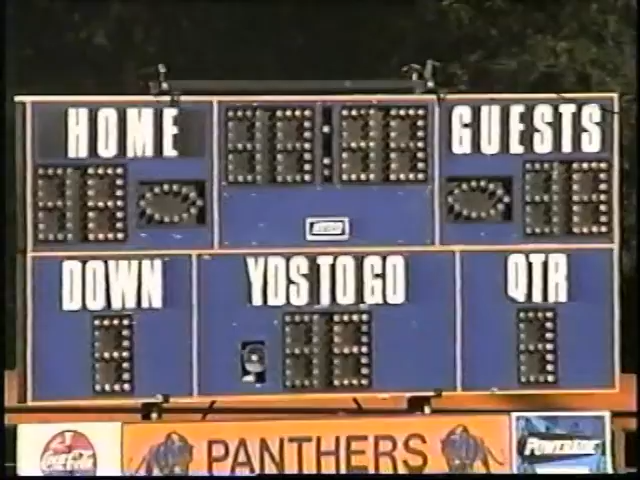 HOME GUESTS
DOWN YDS TO GO QTR
Coca-Cola PANTHERS POWERADE